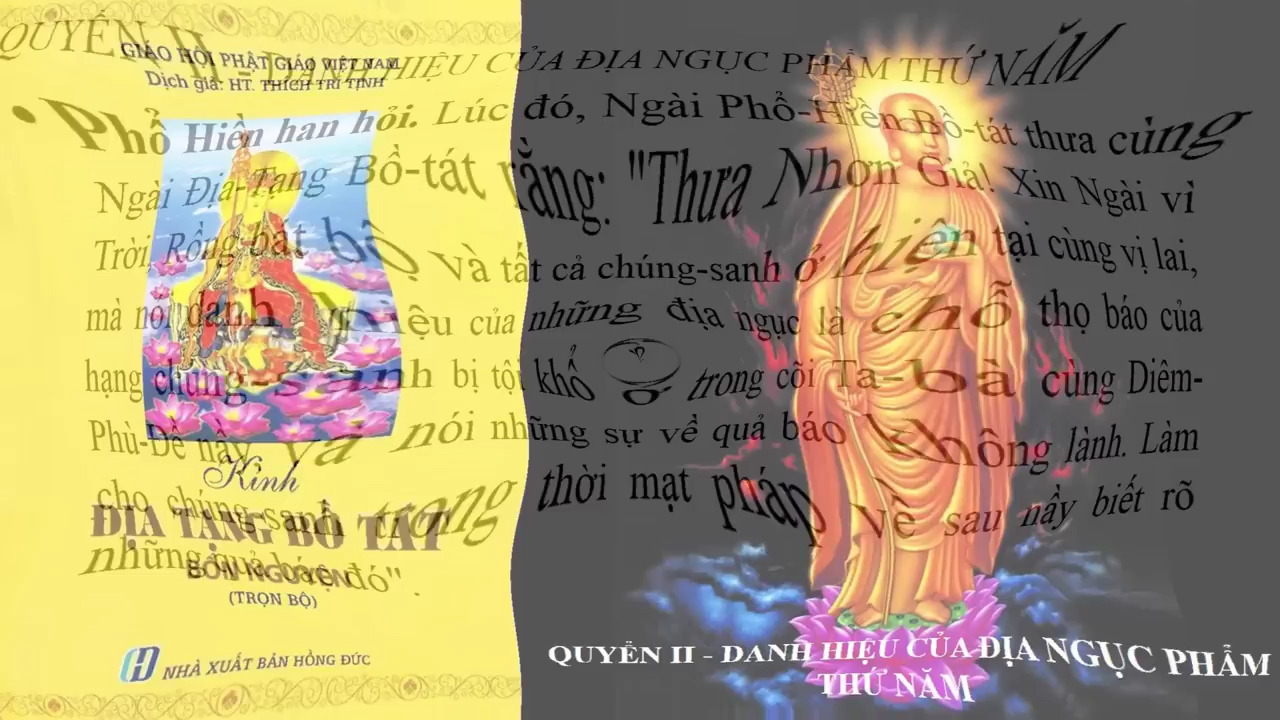 QUYỂN II - DANH HIỆU CỦA ĐỊA NGỤC PHẨM THỨ NĂM
• Phổ Hiền han hỏi. Lúc đó, Ngài Phổ-Hiền Bồ-tát thưa cùng
Ngài Địa-Tạng Bồ-tát rằng: "Thưa Nhơn Giả! Xin Ngài vì
Trời, Rồng bát bộ và tất cả chúng-sanh ở hiện tại cùng vị lai,
mà nói danh hiệu của những địa ngục là chỗ thọ báo của
hạng chúng-sanh bị tội khổ trong cõi Ta-bà cùng Diêm-
Phù-Đề nầy, và nói những sự về quả báo không lành. Làm
cho chúng-sanh trong thời mạt pháp về sau nầy biết rõ
những quả báo đó".
GIÁO HỘI PHẬT GIÁO VIỆT NAM
Dịch giả: HT. THÍCH TRÍ TỊNH
Kinh
ĐỊA TẠNG BỒ TÁT
BỔN NGUYỆN
(TRỌN BỘ)
NHÀ XUẤT BẢN HỒNG ĐỨC
QUYỂN II - DANH HIỆU CỦA ĐỊA NGỤC PHẨM
THỨ NĂM